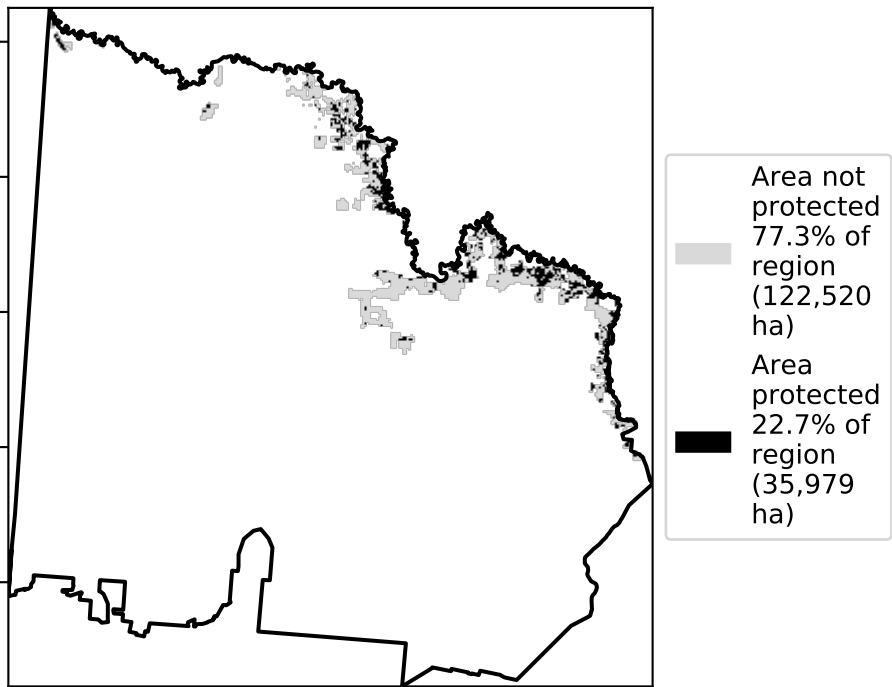 Area not
protected
77.3% of
region
(122,520
ha)
Area
protected
22.7% of
region
(35,979
ha)